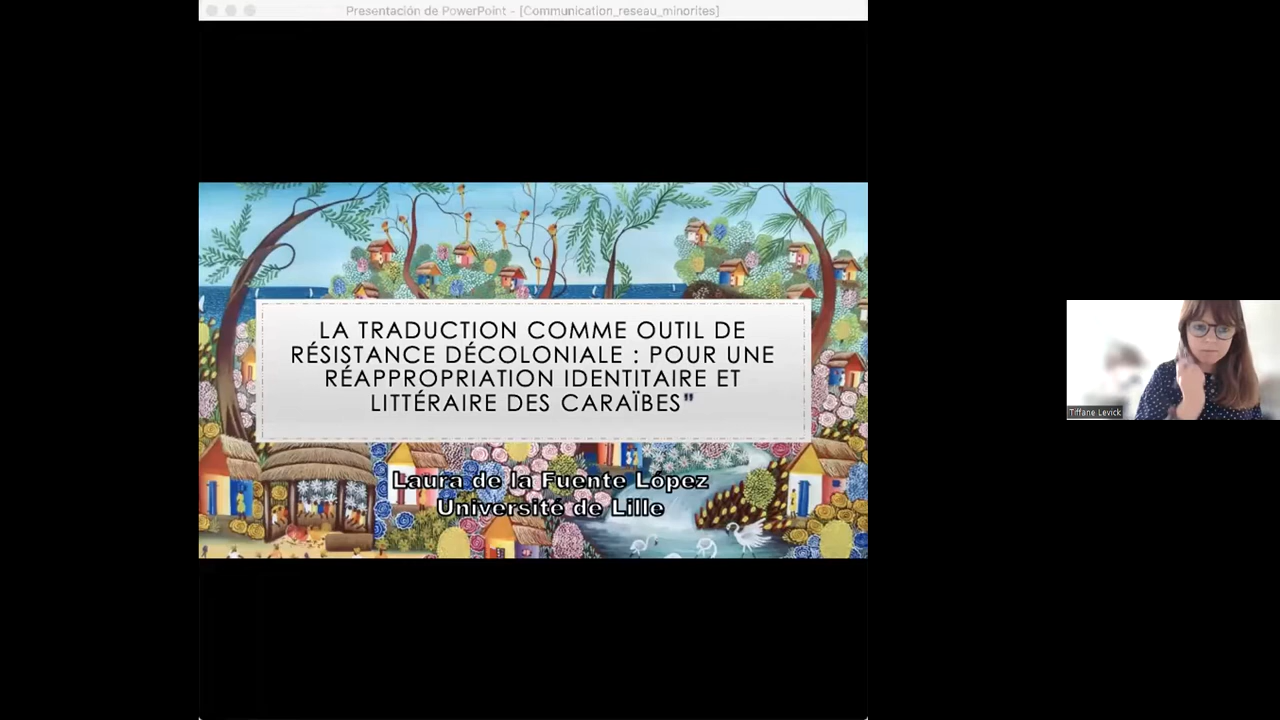 Presentación de PowerPoint - [Communication_reseau_minorites]
LA TRADUCTION COMME OUTIL DE
RÉSISTANCE DÉCOLONIALE : POUR UNE
RÉAPPROPRIATION IDENTITAIRE ET
LITTÉRAIRE DES CARAÏBES"
Laura de la Fuente López
Université de Lille
Tiffane Levick